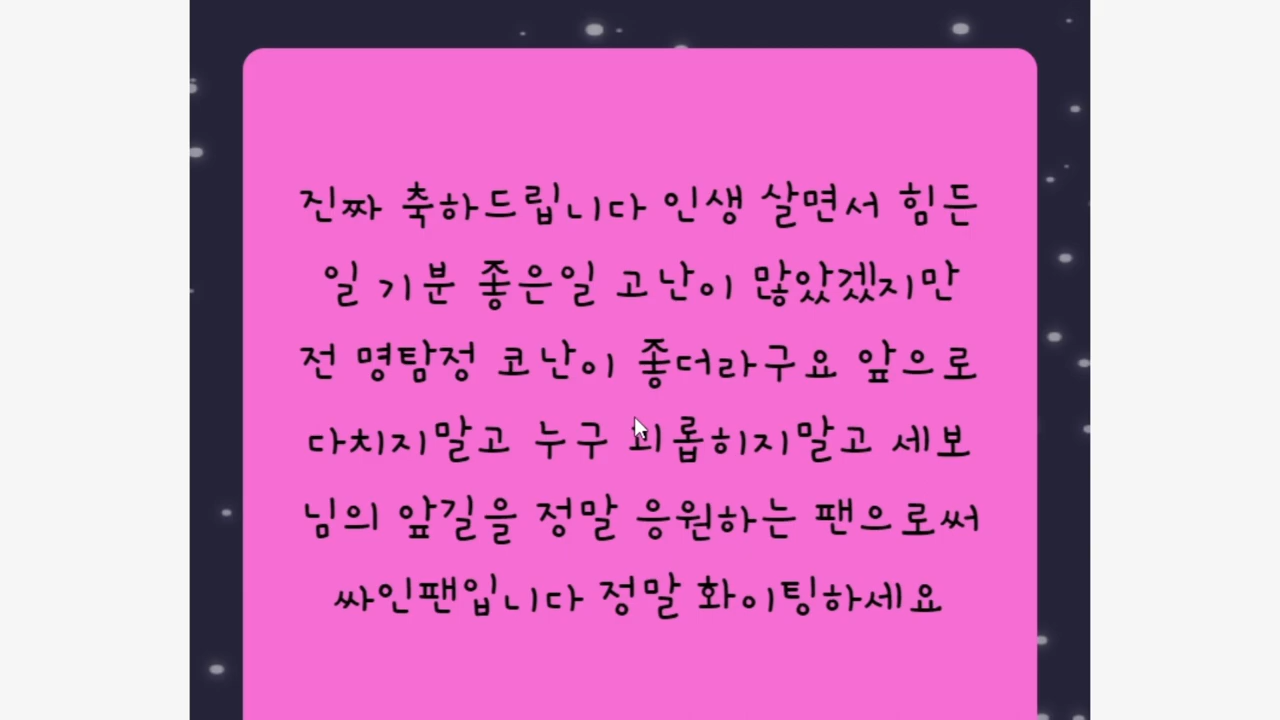 진짜 축하드립니다 인생 살면서 힘든
일 기분 좋은일 고난이 많았겠지만
전 명탐정 코난이 좋더라구요 앞으로
다치지말고 누구 괴롭히지말고 세보
님의 앞길을 정말 응원하는 팬으로써
싸인팬입니다 정말 화이팅하세요